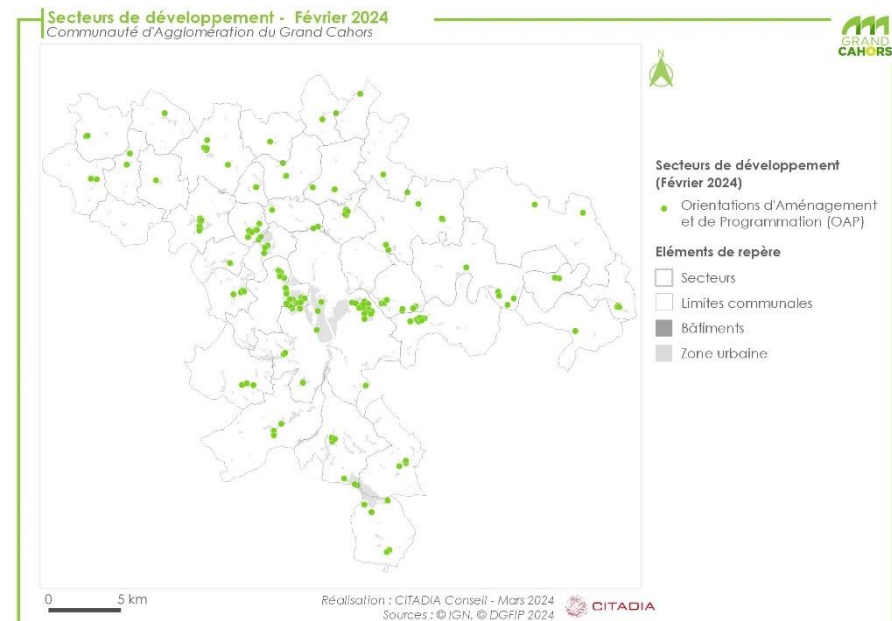 Secteurs de développement - Février 2024
Communauté d'Agglomération du Grand Cahors
GRAND
CAHORS
N
Secteurs de développement
(Février 2024)
Orientations d'Aménagement
et de Programmation (OAP)
Eléments de repère
Secteurs
Limites communales
Bâtiments
Zone urbaine
0 5 km
Réalisation : CITADIA Conseil - Mars 2024
Sources : © IGN, © DGFIP 2024
CITADIA